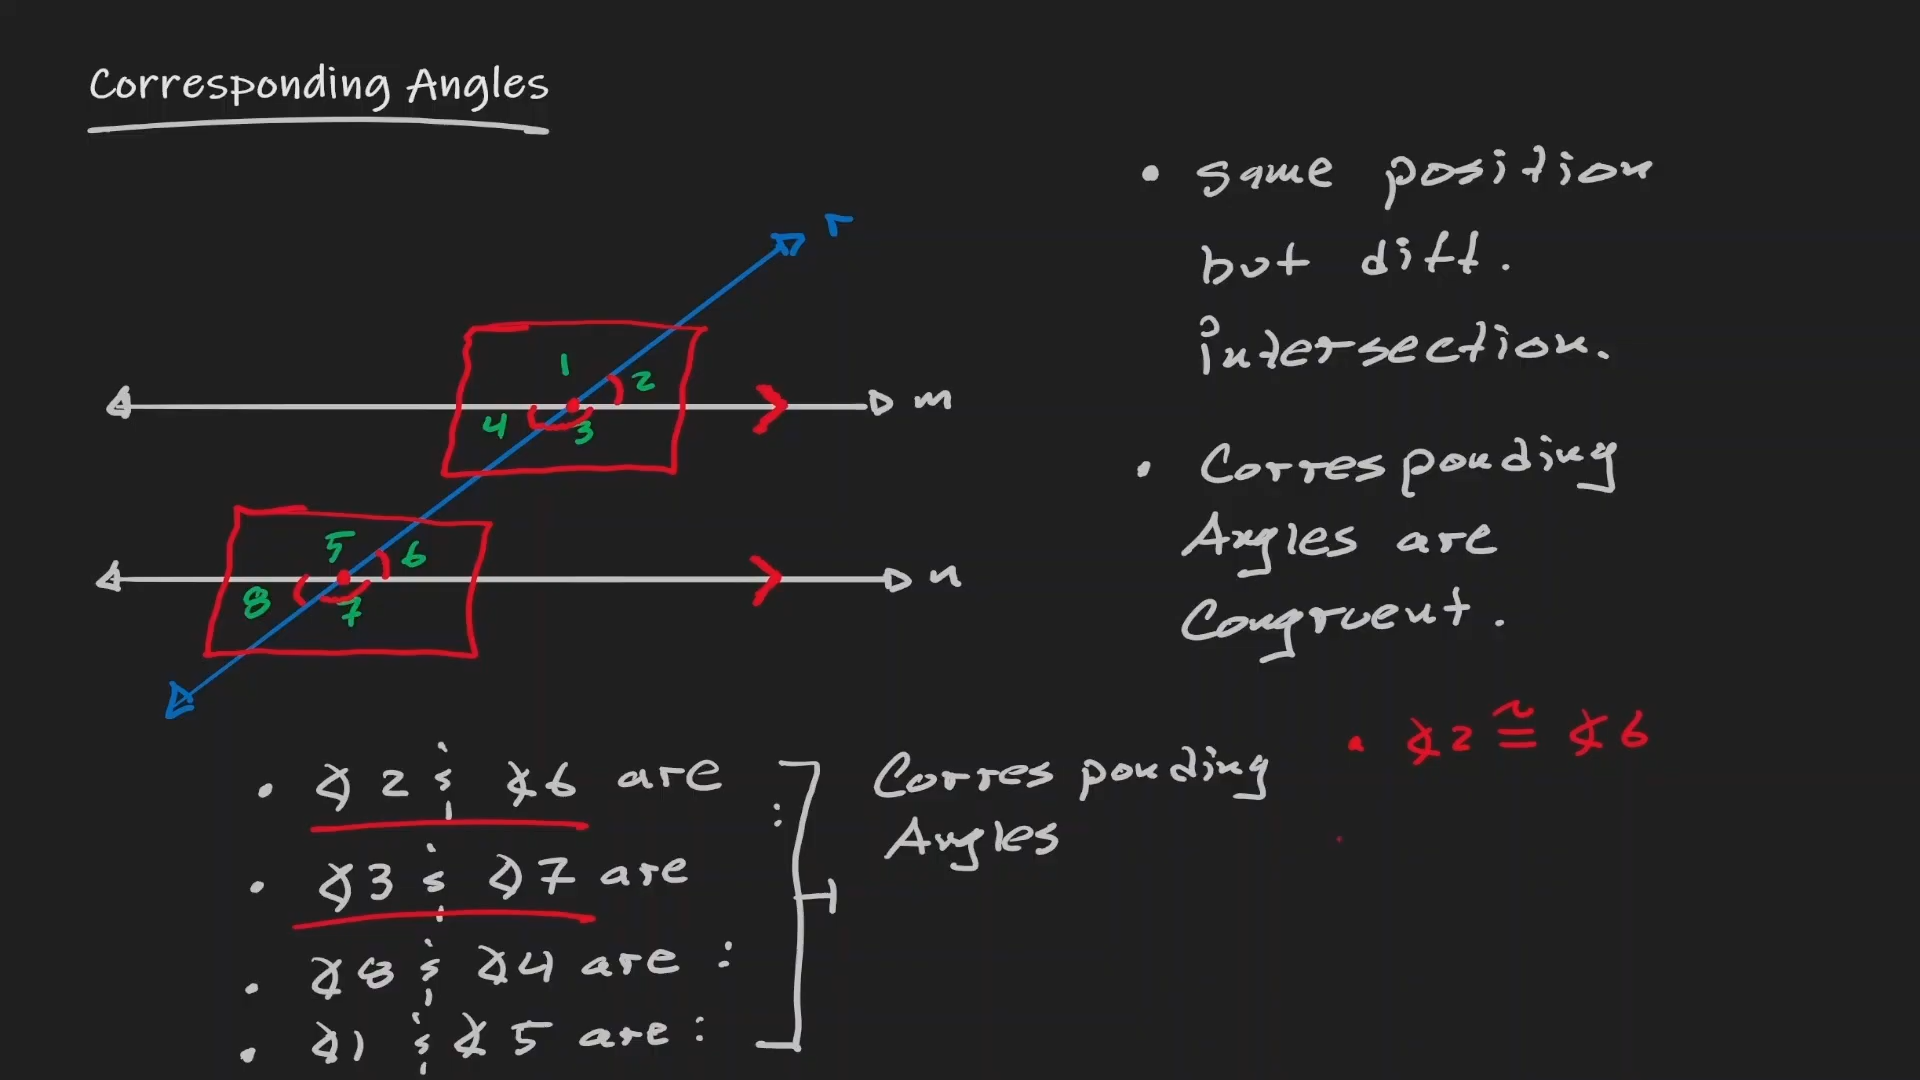 Corresponding Angles
• same position
but diff.
intersection.
r
1
2
m
4
3
• Corresponding
Angles are
Congruent.
5
6
n
8
7
• ∡2 ≅ ∡6
• ∡2 & ∡6 are
Corresponding
Angles
• ∡3 & ∡7 are
• ∡8 & ∡4 are :
• ∡1 & ∡5 are :